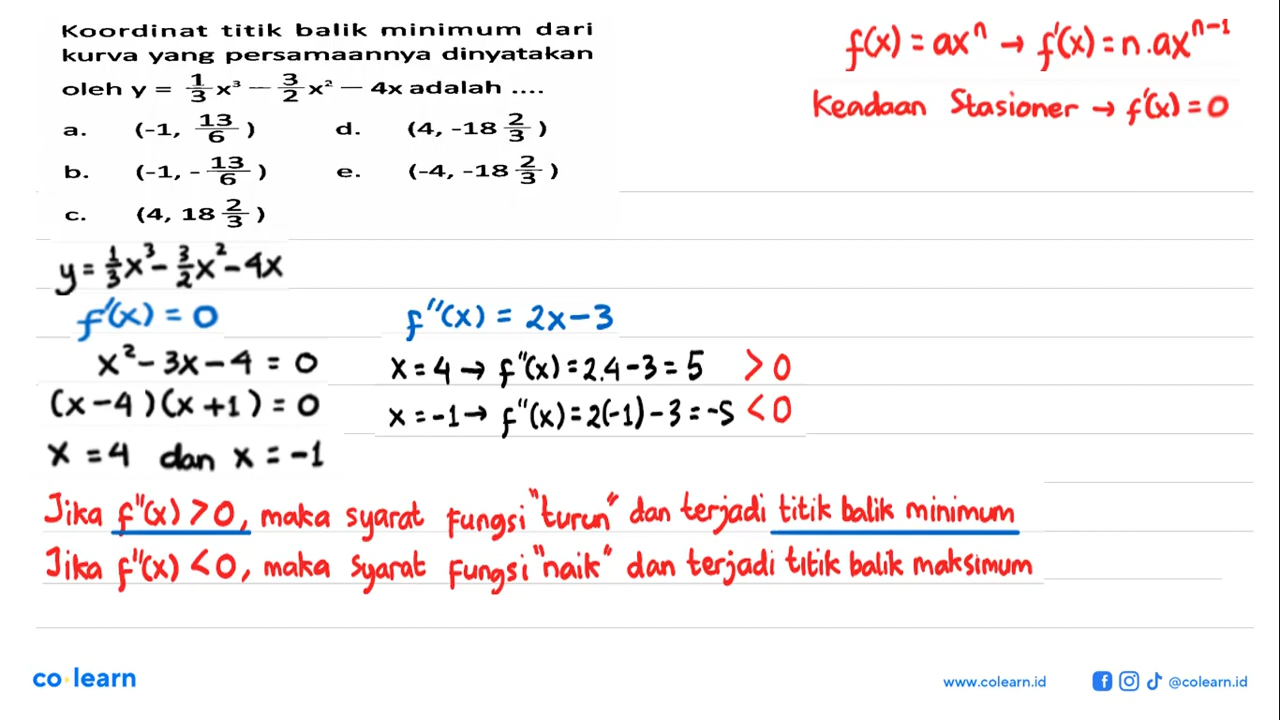 Koordinat titik balik minimum dari
kurva yang persamaannya dinyatakan
oleh y = 1/3 x³ − 3/2 x² − 4x adalah ....
a. (-1, 13/6) d. (4, -18 2/3)
b. (-1, -13/6) e. (-4, -18 2/3)
c. (4, 18 2/3)
f(x) = axⁿ → f'(x) = n.axⁿ⁻¹
Keadaan Stasioner → f'(x) = 0
y = 1/3 x³ − 3/2 x² − 4x
f'(x) = 0
x² − 3x − 4 = 0
(x − 4)(x + 1) = 0
x = 4 dan x = −1
f''(x) = 2x − 3
x = 4 → f''(x) = 2.4 − 3 = 5 > 0
x = −1 → f''(x) = 2(−1) − 3 = −5 < 0
Jika f''(x) > 0, maka syarat fungsi "turun" dan terjadi titik balik minimum
Jika f''(x) < 0, maka syarat fungsi "naik" dan terjadi titik balik maksimum
co learn
www.colearn.id @colearn.id